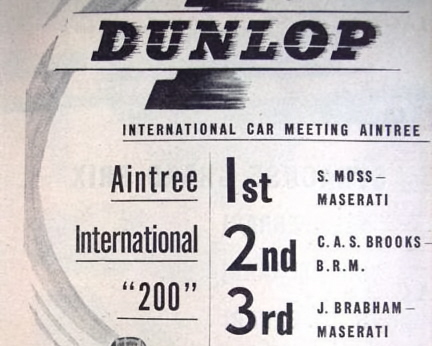 DUNLOP
INTERNATIONAL CAR MEETING AINTREE
Aintree
International
“200”
1st S. MOSS–
MASERATI
2nd C.A.S. BROOKS–
B.R.M.
3rd J. BRABHAM–
MASERATI